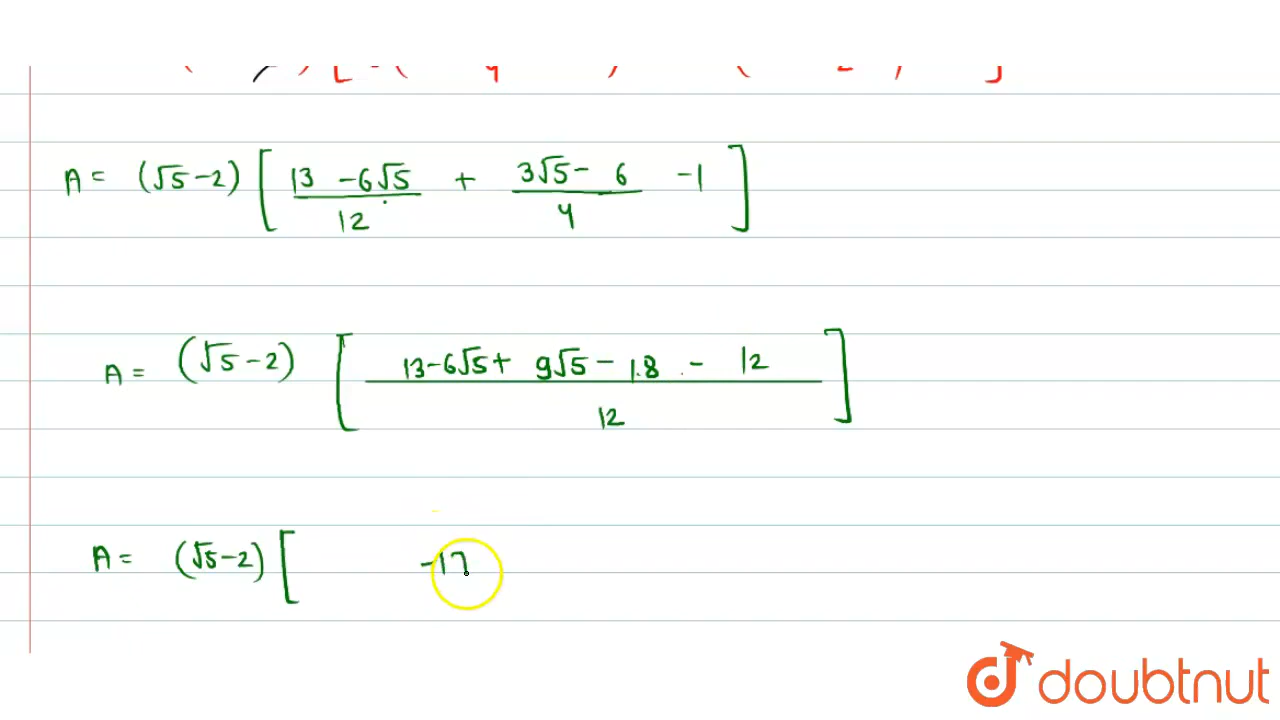 A = (√5 - 2) [ (13 - 6√5)/12 + (3√5 - 6)/4 - 1 ]
A = (√5 - 2) [ (13 - 6√5 + 9√5 - 18 - 12)/12 ]
A = (√5 - 2) [ -17
doubtnut